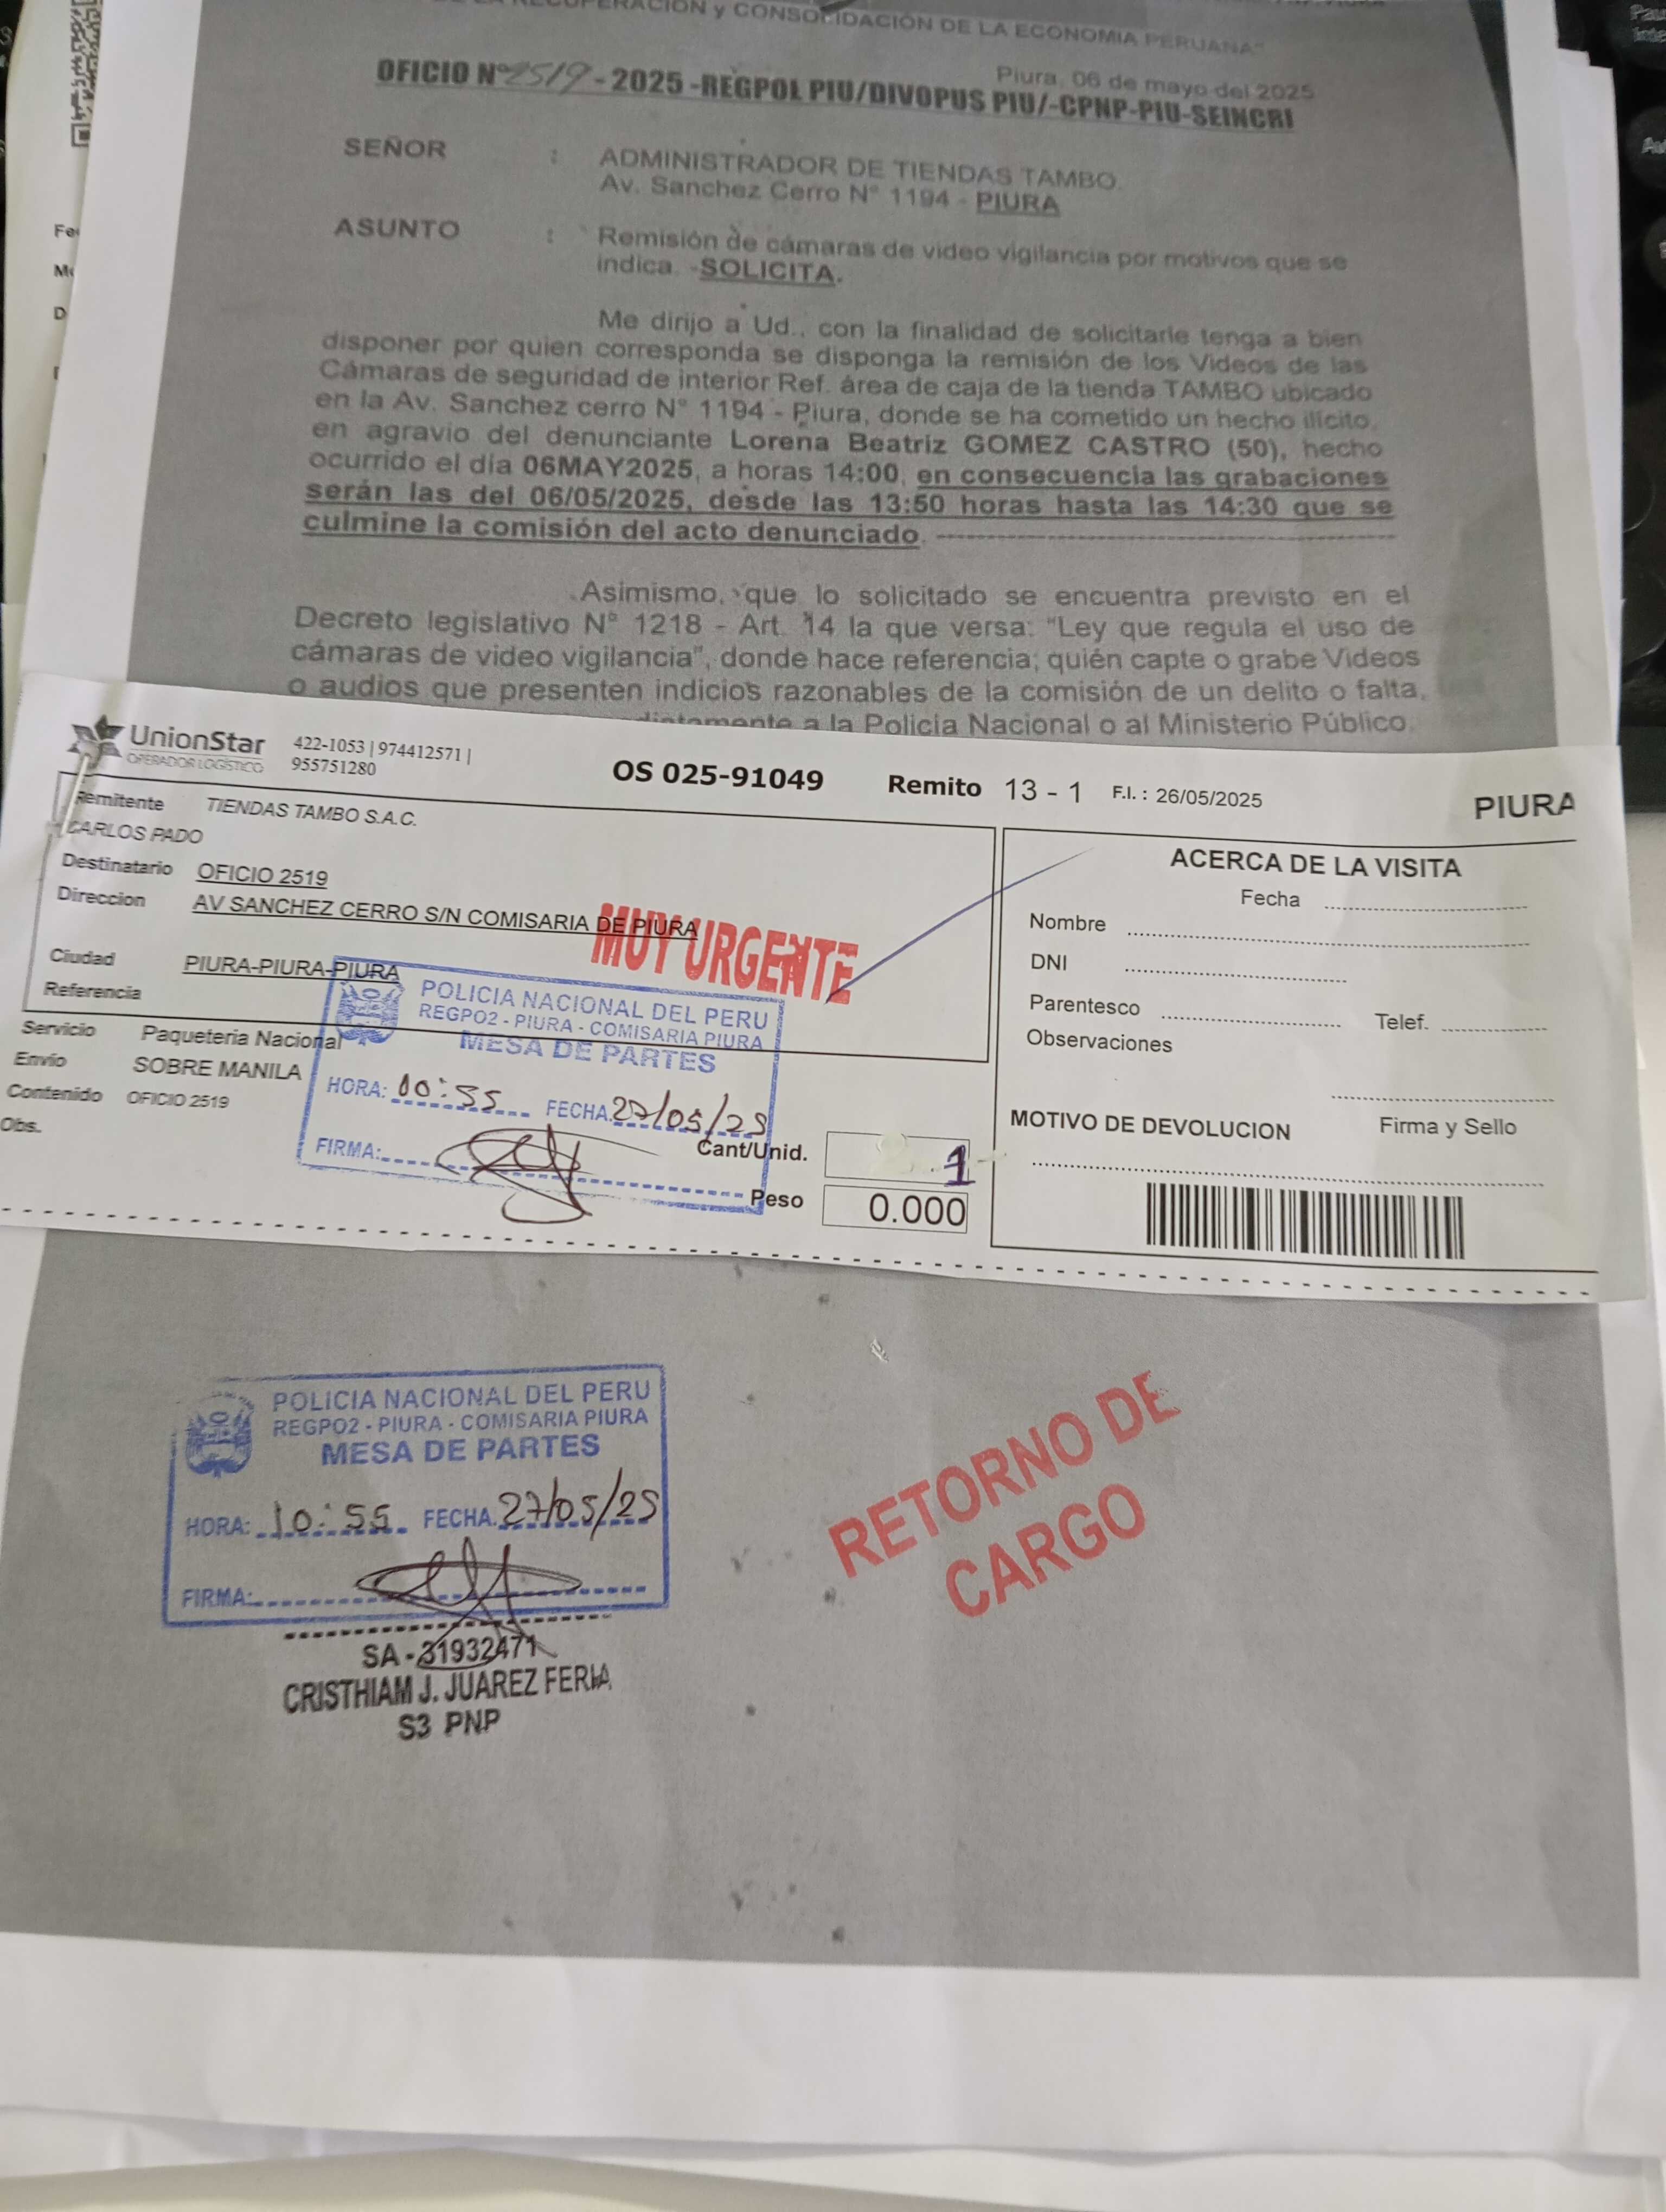 RECUPERACIÓN y CONSOLIDACIÓN DE LA ECONOMIA PERUANA"
Piura, 06 de mayo del 2025
OFICIO Nº 2519 - 2025 -REGPOL PIU/DIVOPUS PIU/-CPNP-PIU-SEINCRI
SEÑOR : ADMINISTRADOR DE TIENDAS TAMBO.
Av. Sanchez Cerro N° 1194 - PIURA
ASUNTO : Remisión de cámaras de video vigilancia por motivos que se
indica. -SOLICITA.
Me dirijo a Ud., con la finalidad de solicitarle tenga a bien
disponer por quien corresponda se disponga la remisión de los Videos de las
Cámaras de seguridad de interior Ref. área de caja de la tienda TAMBO ubicado
en la Av. Sanchez cerro N° 1194 - Piura, donde se ha cometido un hecho ilícito,
en agravio del denunciante Lorena Beatriz GOMEZ CASTRO (50), hecho
ocurrido el día 06MAY2025, a horas 14:00, en consecuencia las grabaciones
serán las del 06/05/2025, desde las 13:50 horas hasta las 14:30 que se
culmine la comisión del acto denunciado.
Asimismo, que lo solicitado se encuentra previsto en el
Decreto legislativo N° 1218 - Art. 14 la que versa: "Ley que regula el uso de
cámaras de video vigilancia", donde hace referencia; quién capte o grabe Videos
o audios que presenten indicios razonables de la comisión de un delito o falta,
a la Policía Nacional o al Ministerio Público.
UnionStar
OPERADOR LOGÍSTICO
422-1053 | 974412571 |
955751280
OS 025-91049 Remito 13 - 1 F.I. : 26/05/2025
PIURA
Remitente TIENDAS TAMBO S.A.C.
CARLOS PADO
Destinatario OFICIO 2519
Direccion AV SANCHEZ CERRO S/N COMISARIA DE PIURA
MUY URGENTE
Ciudad PIURA-PIURA-PIURA
Referencia
Servicio Paqueteria Nacional
Envío SOBRE MANILA
Contenido OFICIO 2519
Obs.
POLICIA NACIONAL DEL PERU
REGPO2 - PIURA - COMISARIA PIURA
MESA DE PARTES
HORA: 10:55 FECHA. 27/05/25
FIRMA:
Cant/Unid. 1
Peso 0.000
ACERCA DE LA VISITA
Fecha
Nombre
DNI
Parentesco Telef.
Observaciones
MOTIVO DE DEVOLUCION Firma y Sello
POLICIA NACIONAL DEL PERU
REGPO2 - PIURA - COMISARIA PIURA
MESA DE PARTES
HORA: 10:55 FECHA. 27/05/25
FIRMA:
SA - 31932471
CRISTHIAM J. JUAREZ FERIA
S3 PNP
RETORNO DE
CARGO